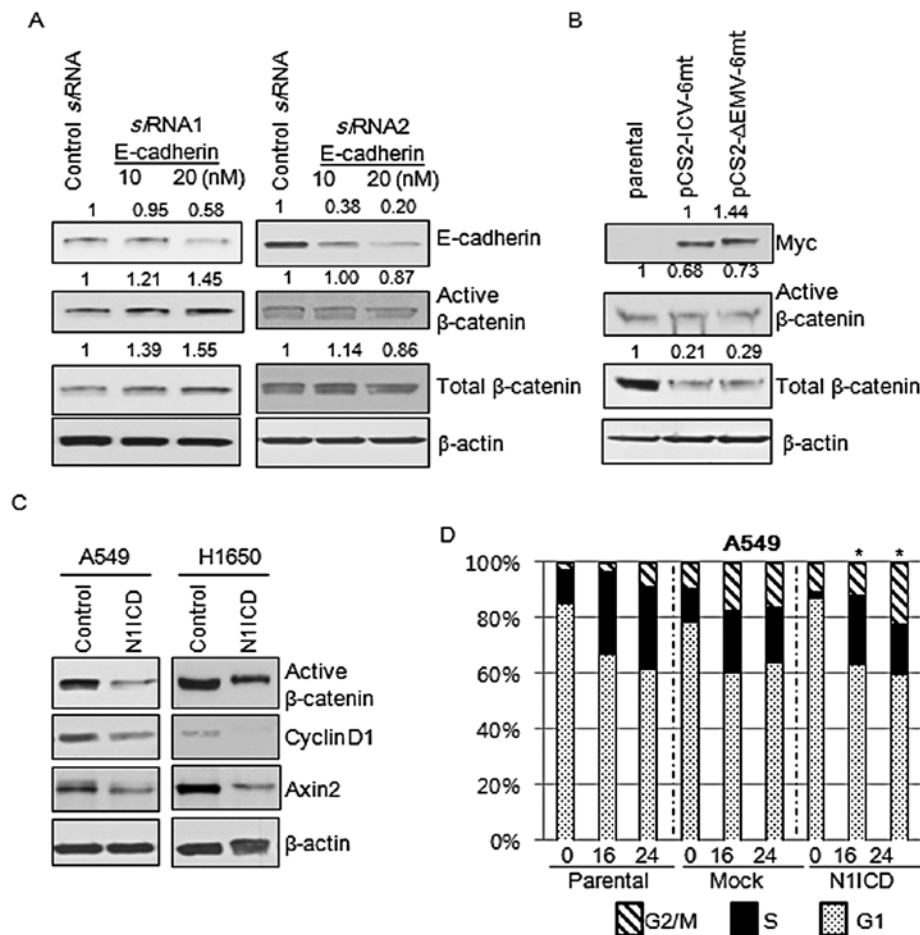 A
Control siRNA
siRNA1
E-cadherin
10 20 (nM)
Control siRNA
siRNA2
E-cadherin
10 20 (nM)
1 0.95 0.58
1 0.38 0.20
E-cadherin
1 1.21 1.45
1 1.00 0.87
Active
β-catenin
1 1.39 1.55
1 1.14 0.86
Total β-catenin
β-actin
B
parental
pCS2-ICV-6mt
pCS2-ΔEMV-6mt
1 1.44
Myc
1 0.68 0.73
Active
β-catenin
1 0.21 0.29
Total β-catenin
β-actin
C
A549
H1650
Control
N1ICD
Control
N1ICD
Active
β-catenin
Cyclin D1
Axin2
β-actin
D
A549
* *
100%
80%
60%
40%
20%
0%
0 16 24 0 16 24 0 16 24
Parental Mock N1ICD
G2/M S G1